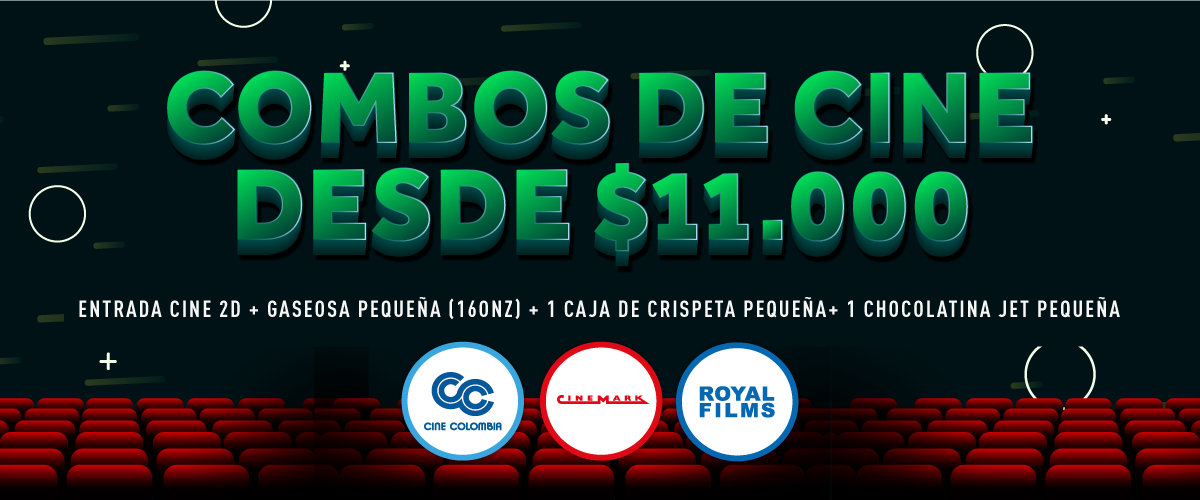 COMBOS DE CINE
DESDE $11.000
ENTRADA CINE 2D + GASEOSA PEQUEÑA (16ONZ) + 1 CAJA DE CRISPETA PEQUEÑA+ 1 CHOCOLATINA JET PEQUEÑA
CC
CINE COLOMBIA
CINEMARK
ROYAL
FILMS